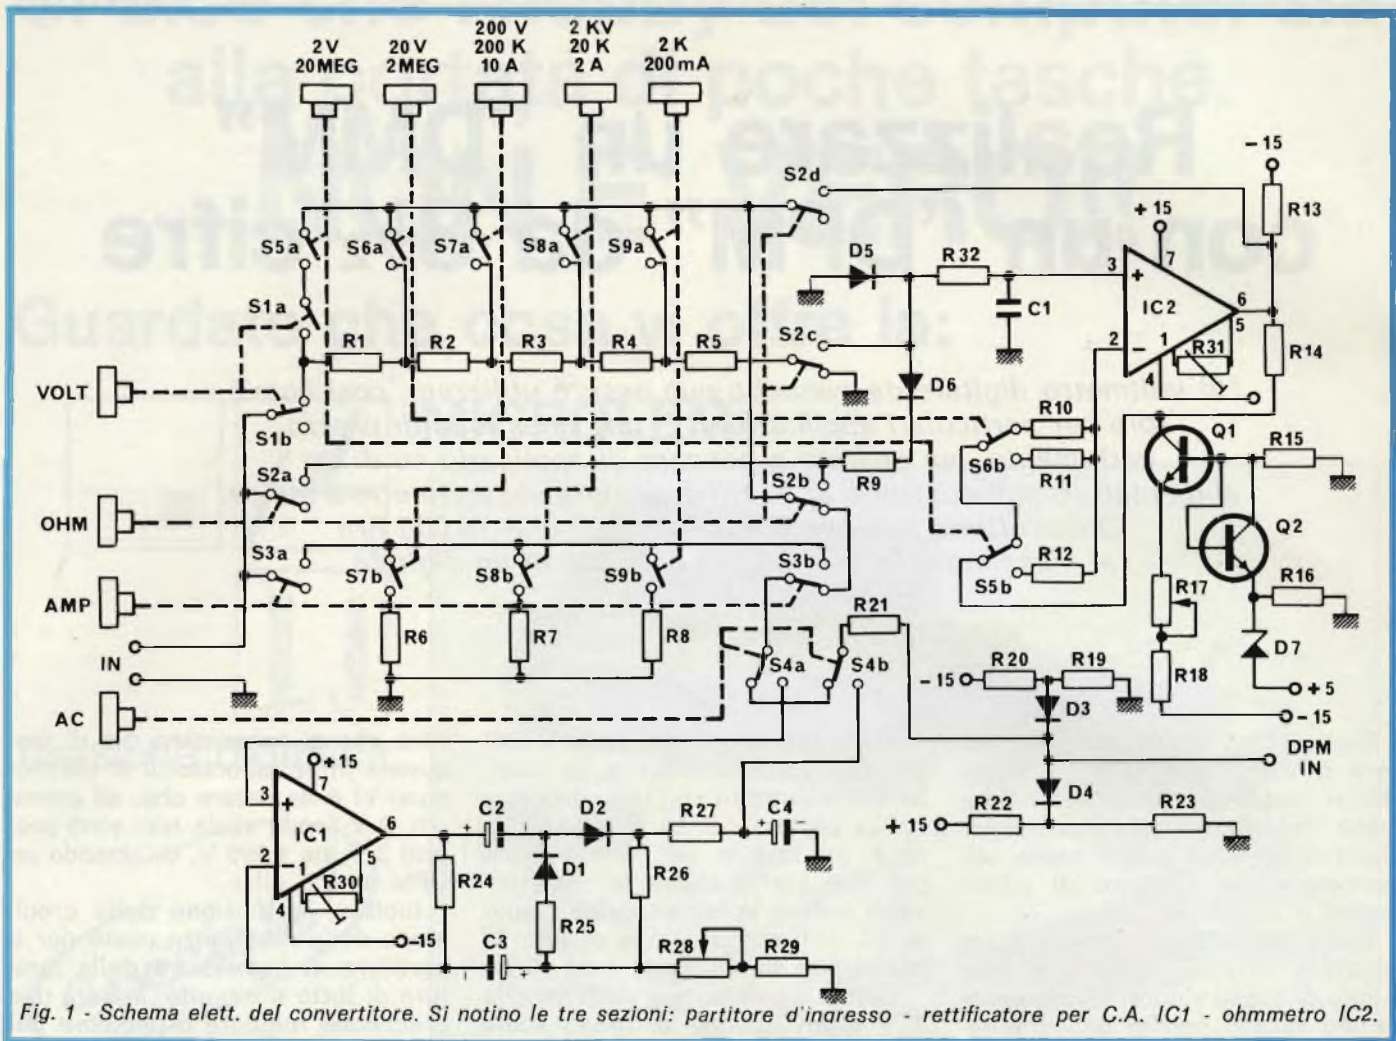 2 V
20 MEG
20 V
2 MEG
200 V
200 K
10 A
2 KV
20 K
2 A
2 K
200 mA
S2d
-15
+15
R13
S5a
S6a
S7a
S8a
S9a
D5
R32
3
+
7
IC2
6
5
C1
S1a
2
-
1
R31
R14
R1
R2
R3
R4
R5
S2c
VOLT
D6
S1b
R10
Q1
R15
S2a
S6b
R11
R9
S2b
OHM
Q2
S3a
S7b
S8b
S9b
S3b
R12
S5b
R16
AMP
R17
R6
R7
R8
R21
D7
IN
S4a
S4b
R20
R19
R18
-15
+5
-15
AC
D3
DPM
IN
+15
3
+
IC1
6
5
2
-
1
R30
4
-15
C2
D2
R27
C4
D4
R22
R23
+15
R24
D1
R26
R25
C3
R28
R29
Fig. 1 - Schema elett. del convertitore. Si notino le tre sezioni: partitore d'ingresso - rettificatore per C.A. IC1 - ohmmetro IC2.